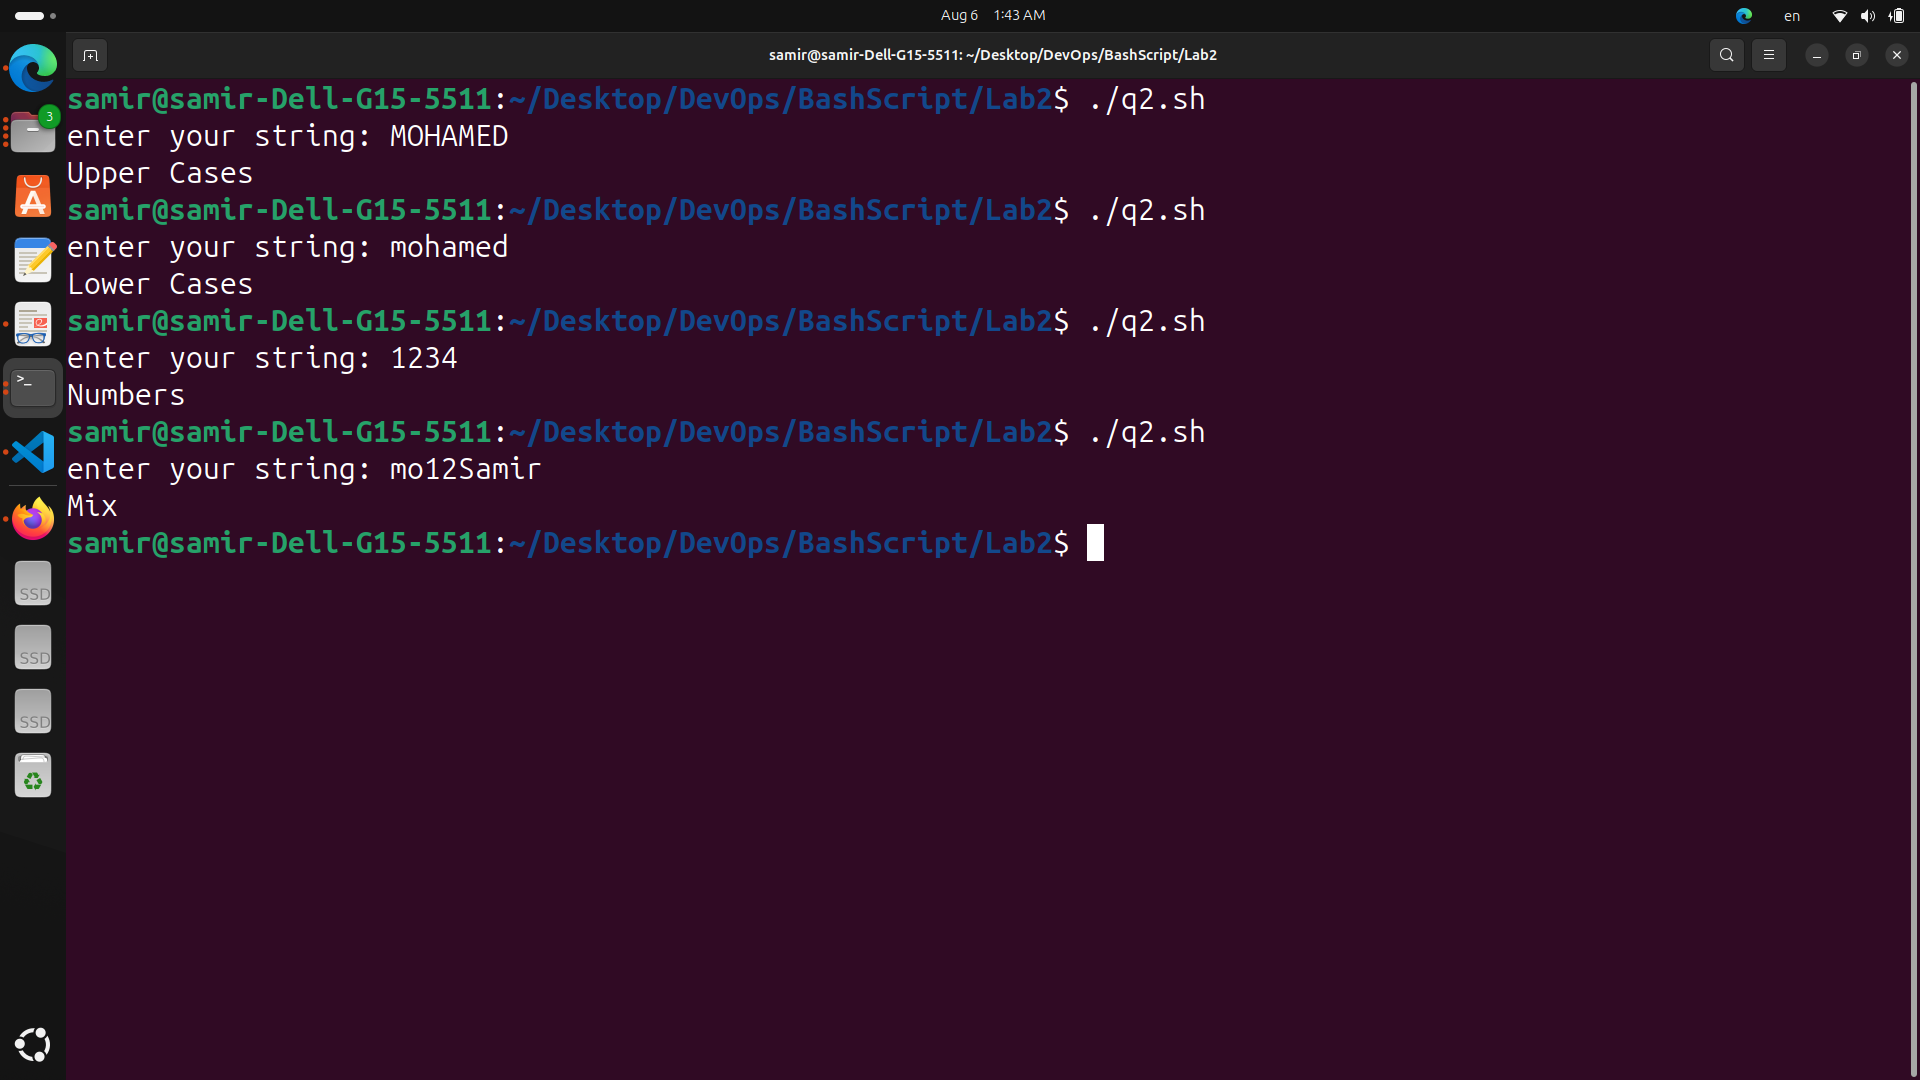 Aug 6 1:43 AM
en
samir@samir-Dell-G15-5511: ~/Desktop/DevOps/BashScript/Lab2
samir@samir-Dell-G15-5511:~/Desktop/DevOps/BashScript/Lab2$ ./q2.sh
enter your string: MOHAMED
Upper Cases
samir@samir-Dell-G15-5511:~/Desktop/DevOps/BashScript/Lab2$ ./q2.sh
enter your string: mohamed
Lower Cases
samir@samir-Dell-G15-5511:~/Desktop/DevOps/BashScript/Lab2$ ./q2.sh
enter your string: 1234
Numbers
samir@samir-Dell-G15-5511:~/Desktop/DevOps/BashScript/Lab2$ ./q2.sh
enter your string: mo12Samir
Mix
samir@samir-Dell-G15-5511:~/Desktop/DevOps/BashScript/Lab2$
3
>_
SSD
SSD
SSD